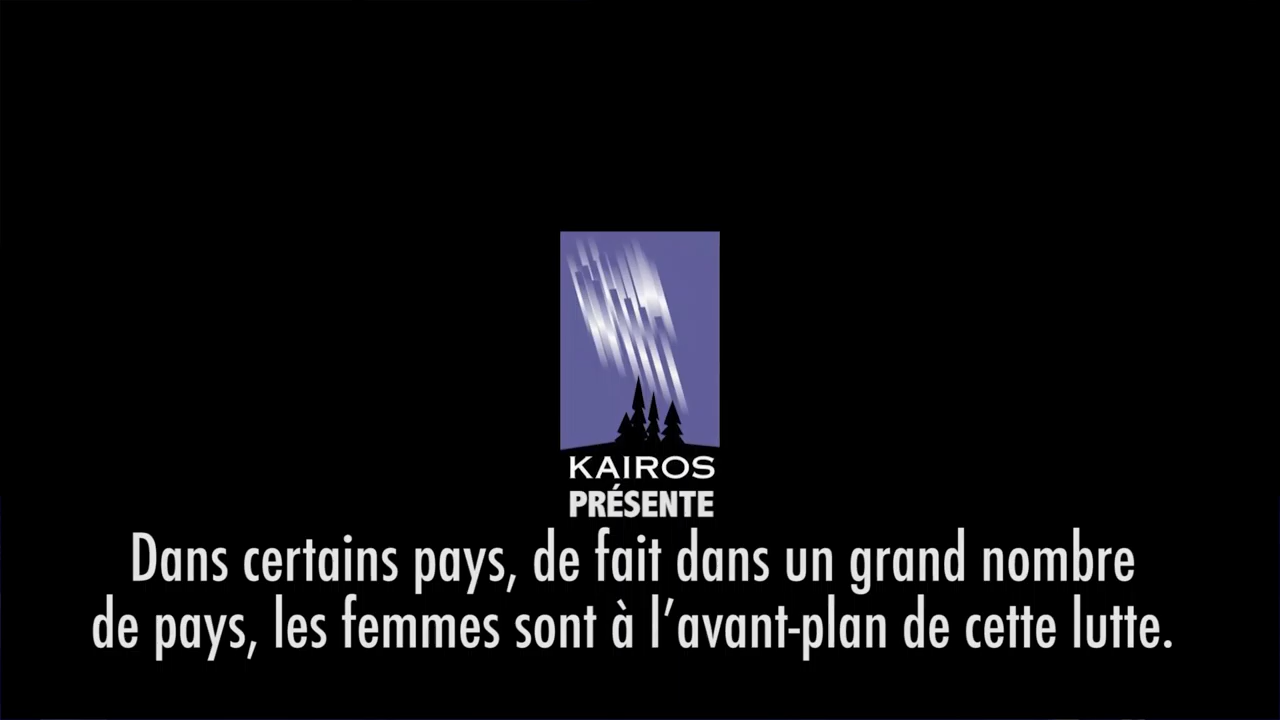 KAIROS
PRÉSENTE
Dans certains pays, de fait dans un grand nombre
de pays, les femmes sont à l’avant-plan de cette lutte.